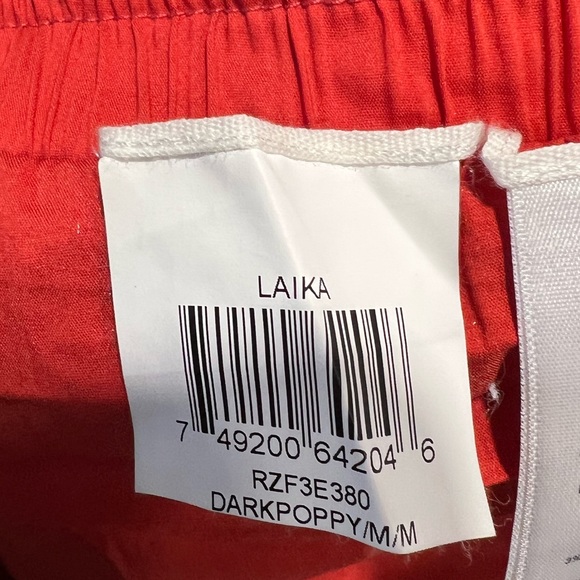 LAIKA
7 49200 64204 6
RZF3E380
DARKPOPPY/M/M